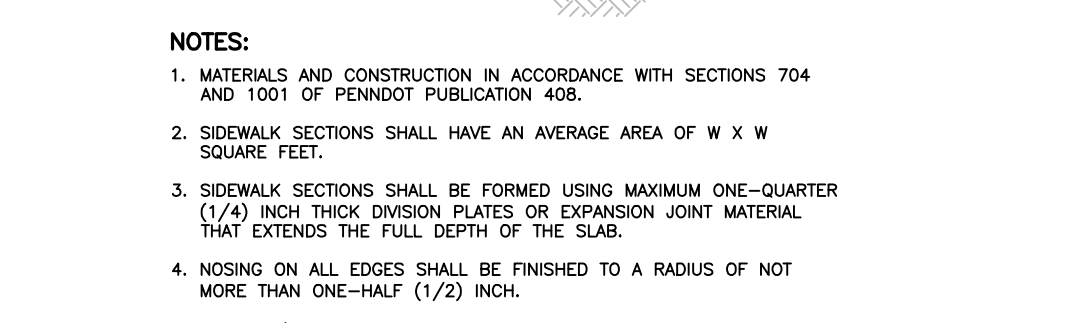 NOTES:
1. MATERIALS AND CONSTRUCTION IN ACCORDANCE WITH SECTIONS 704
AND 1001 OF PENNDOT PUBLICATION 408.
2. SIDEWALK SECTIONS SHALL HAVE AN AVERAGE AREA OF W X W
SQUARE FEET.
3. SIDEWALK SECTIONS SHALL BE FORMED USING MAXIMUM ONE-QUARTER
(1/4) INCH THICK DIVISION PLATES OR EXPANSION JOINT MATERIAL
THAT EXTENDS THE FULL DEPTH OF THE SLAB.
4. NOSING ON ALL EDGES SHALL BE FINISHED TO A RADIUS OF NOT
MORE THAN ONE-HALF (1/2) INCH.